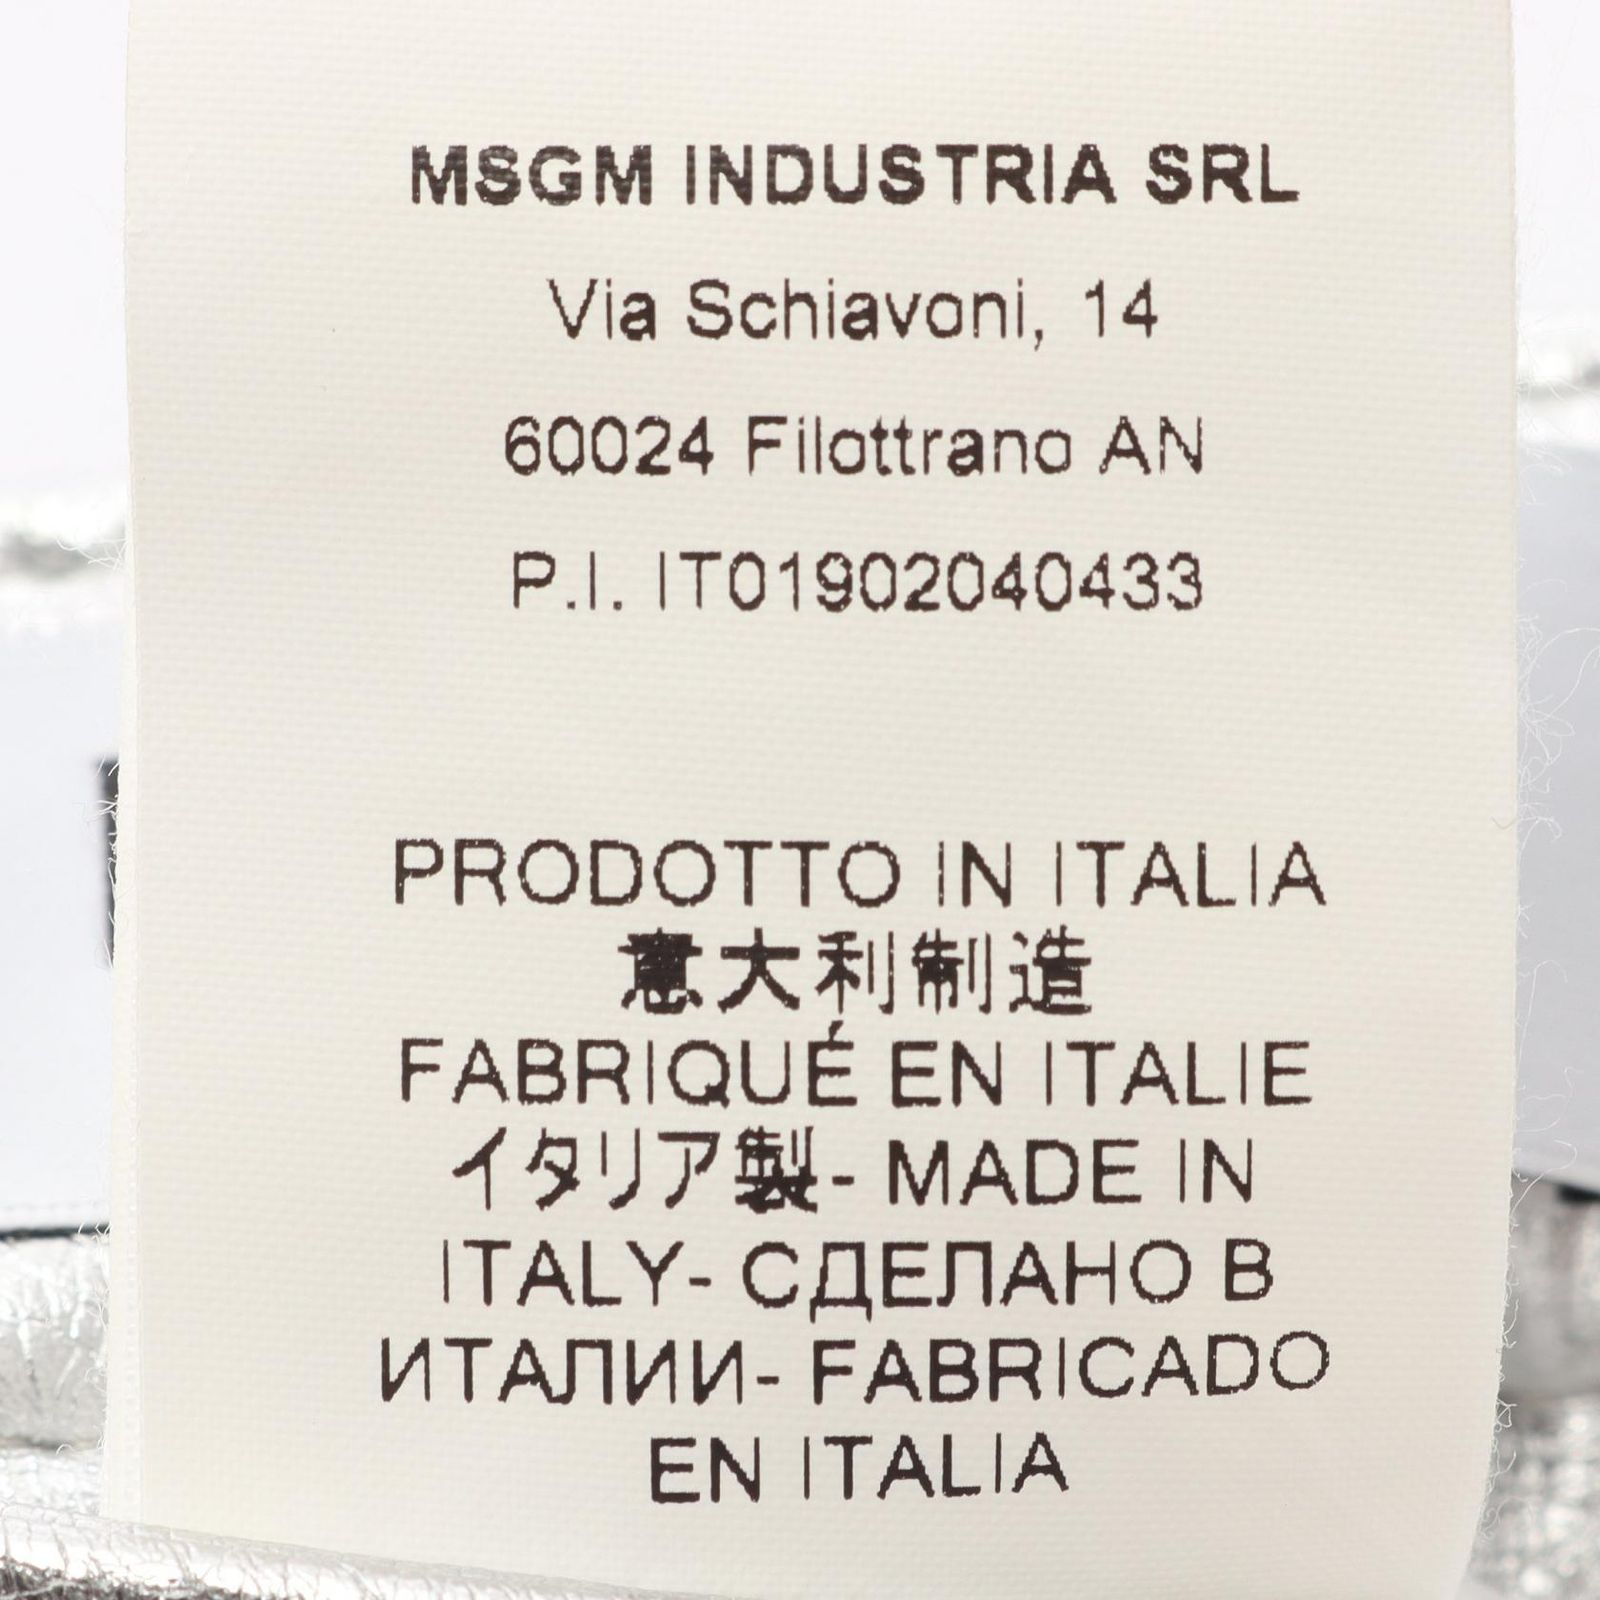 MSGM INDUSTRIA SRL
Via Schiavoni, 14
60024 Filottrano AN
P.I. IT01902040433
PRODOTTO IN ITALIA
意大利制造
FABRIQUÉ EN ITALIE
イタリア製- MADE IN
ITALY- СДЕЛАНО В
ИТАЛИИ- FABRICADO
EN ITALIA